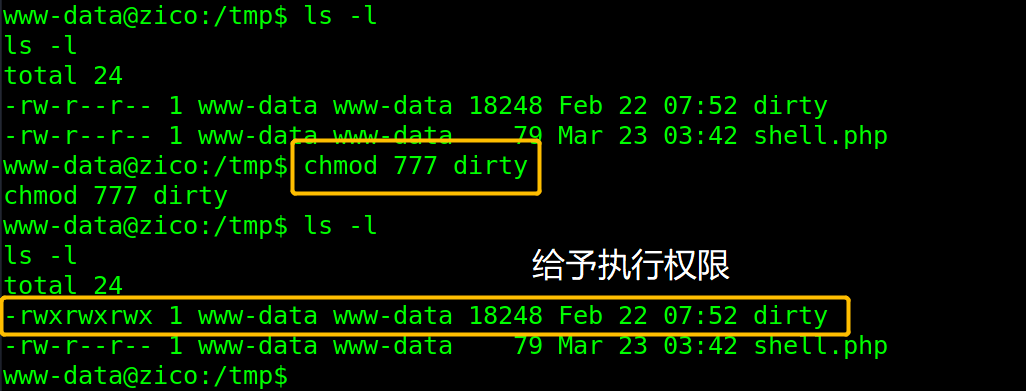 www-data@zico:/tmp$ ls -l
ls -l
total 24
-rw-r--r-- 1 www-data www-data 18248 Feb 22 07:52 dirty
-rw-r--r-- 1 www-data www-data    79 Mar 23 03:42 shell.php
www-data@zico:/tmp$ chmod 777 dirty
chmod 777 dirty
www-data@zico:/tmp$ ls -l
ls -l
给予执行权限
total 24
-rwxrwxrwx 1 www-data www-data 18248 Feb 22 07:52 dirty
-rw-r--r-- 1 www-data www-data    79 Mar 23 03:42 shell.php
www-data@zico:/tmp$